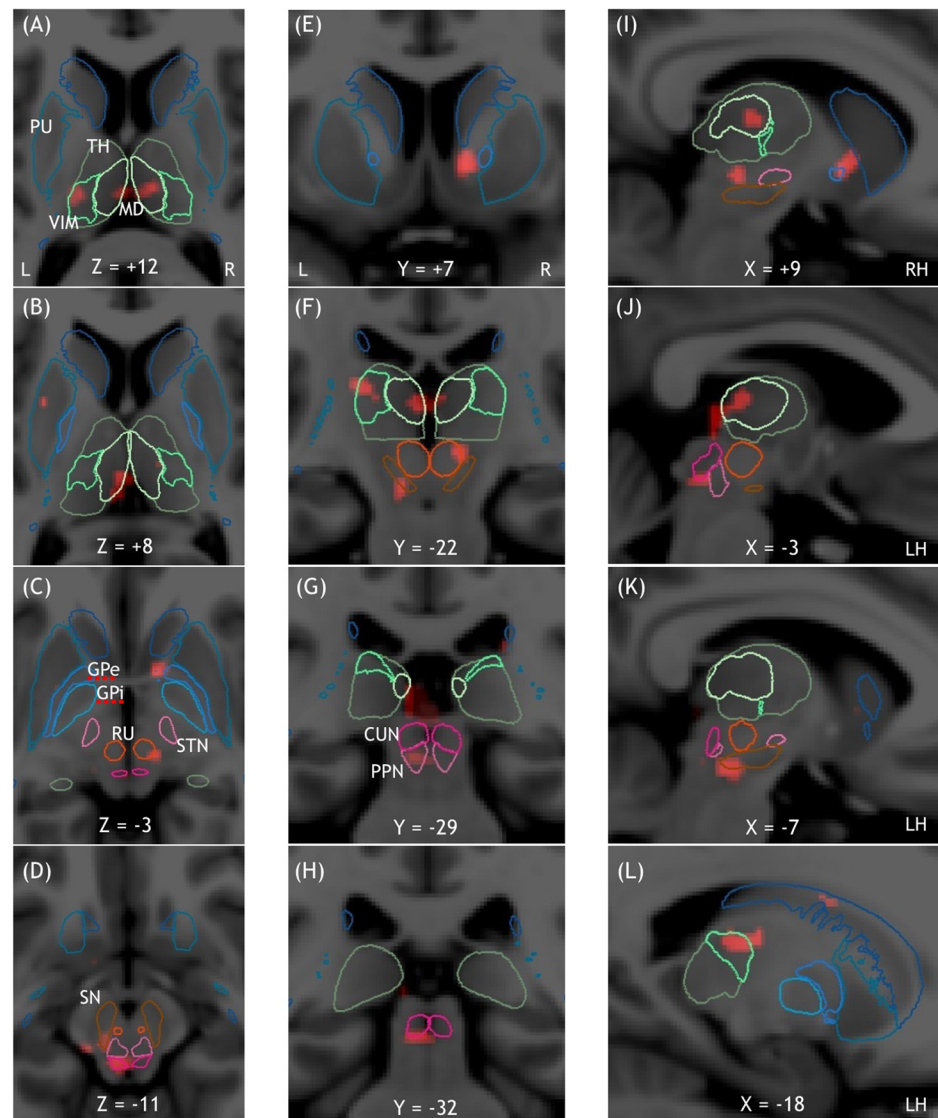 (A)
PU
TH
VIM
MD
L
Z = +12
R
(B)
Z = +8
(C)
GPe
GPi
RU
STN
Z = -3
(D)
SN
Z = -11
(E)
L
Y = +7
R
(F)
Y = -22
(G)
CUN
PPN
Y = -29
(H)
Y = -32
(I)
X = +9
RH
(J)
X = -3
LH
(K)
X = -7
LH
(L)
X = -18
LH